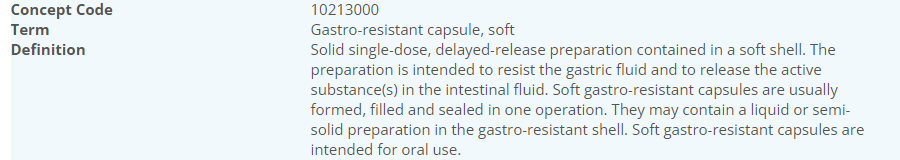 Concept Code 10213000
Term Gastro-resistant capsule, soft
Definition Solid single-dose, delayed-release preparation contained in a soft shell. The
preparation is intended to resist the gastric fluid and to release the active
substance(s) in the intestinal fluid. Soft gastro-resistant capsules are usually
formed, filled and sealed in one operation. They may contain a liquid or semi-
solid preparation in the gastro-resistant shell. Soft gastro-resistant capsules are
intended for oral use.